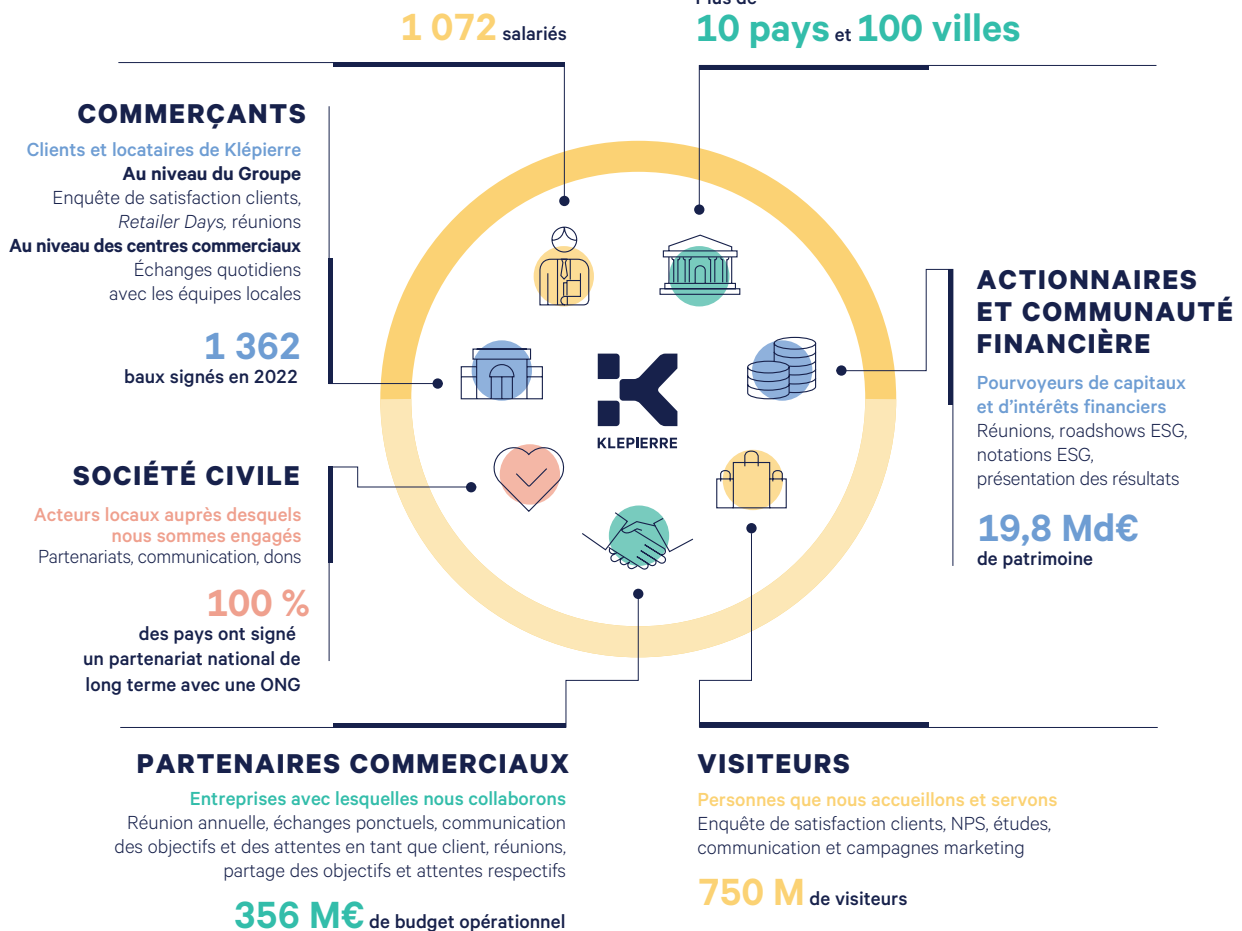 1 072 salariés
Plus de
10 pays et 100 villes
COMMERÇANTS
Clients et locataires de Klépierre
Au niveau du Groupe
Enquête de satisfaction clients,
Retailer Days, réunions
Au niveau des centres commerciaux
Échanges quotidiens
avec les équipes locales
1 362
baux signés en 2022
SOCIÉTÉ CIVILE
Acteurs locaux auprès desquels
nous sommes engagés
Partenariats, communication, dons
100 %
des pays ont signé
un partenariat national de
long terme avec une ONG
KLEPIERRE
ACTIONNAIRES
ET COMMUNAUTÉ
FINANCIÈRE
Pourvoyeurs de capitaux
et d’intérêts financiers
Réunions, roadshows ESG,
notations ESG,
présentation des résultats
19,8 Md€
de patrimoine
PARTENAIRES COMMERCIAUX
Entreprises avec lesquelles nous collaborons
Réunion annuelle, échanges ponctuels, communication
des objectifs et des attentes en tant que client, réunions,
partage des objectifs et attentes respectifs
356 M€ de budget opérationnel
VISITEURS
Personnes que nous accueillons et servons
Enquête de satisfaction clients, NPS, études,
communication et campagnes marketing
750 M de visiteurs